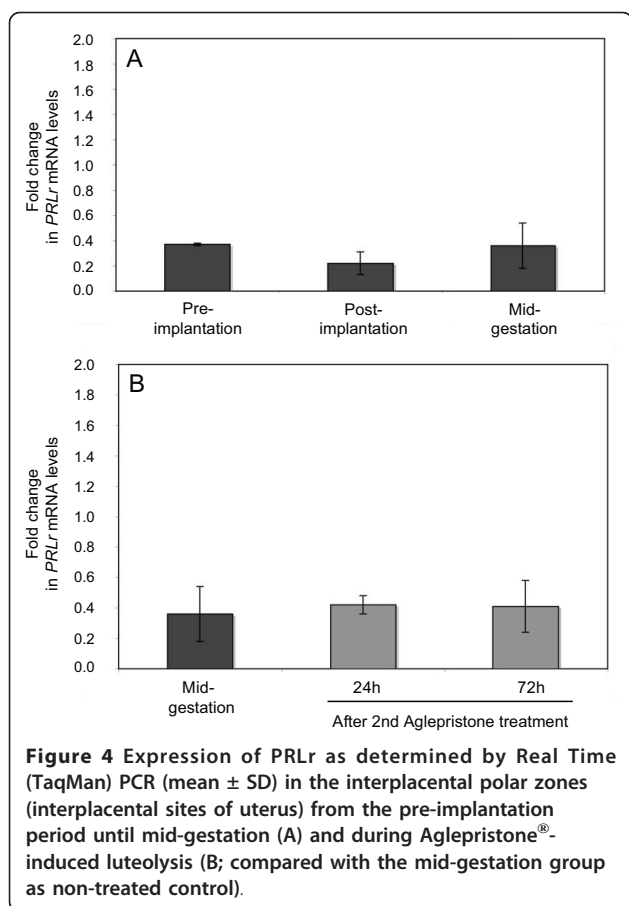 A
2.0
1.8
1.6
1.4
1.2
1.0
0.8
0.6
0.4
0.2
0.0
Fold change
in PRLr mRNA levels
Pre-
implantation
Post-
implantation
Mid-
gestation
B
2.0
1.8
1.6
1.4
1.2
1.0
0.8
0.6
0.4
0.2
0.0
Fold change
in PRLr mRNA levels
Mid-
gestation
24h
72h
After 2nd Aglepristone treatment
Figure 4 Expression of PRLr as determined by Real Time
(TaqMan) PCR (mean ± SD) in the interplacental polar zones
(interplacental sites of uterus) from the pre-implantation
period until mid-gestation (A) and during Aglepristone®-
induced luteolysis (B; compared with the mid-gestation group
as non-treated control).